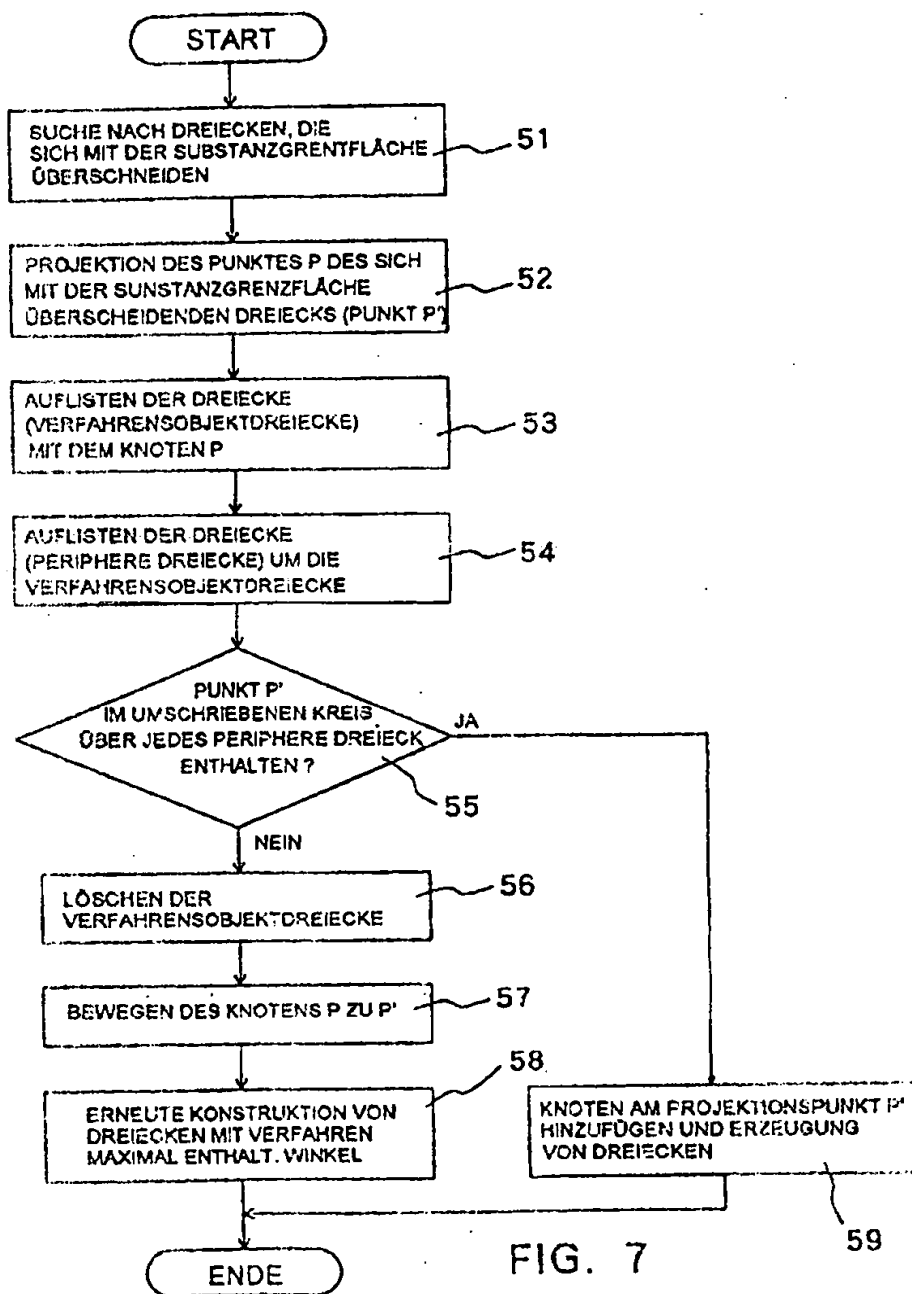 START
SUCHE NACH DREIECKEN, DIE
SICH MIT DER SUBSTANZGRENTFLÄCHE
ÜBERSCHNEIDEN
51
PROJEKTION DES PUNKTES P DES SICH
MIT DER SUNSTANZGRENZFLÄCHE
ÜBERSCHEIDENDEN DREIECKS (PUNKT P')
52
AUFLISTEN DER DREIECKE
(VERFAHRENSOBJEKTDREIECKE)
MIT DEM KNOTEN P
53
AUFLISTEN DER DREIECKE
(PERIPHERE DREIECKE) UM DIE
VERFAHRENSOBJEKTDREIECKE
54
PUNKT P'
IM UMSCHRIEBENEN KREIS
ÜBER JEDES PERIPHERE DREIECK
ENTHALTEN ?
JA
55
NEIN
LÖSCHEN DER
VERFAHRENSOBJEKTDREIECKE
56
BEWEGEN DES KNOTENS P ZU P'
57
ERNEUTE KONSTRUKTION VON
DREIECKEN MIT VERFAHREN
MAXIMAL ENTHALT. WINKEL
58
KNOTEN AM PROJEKTIONSPUNKT P'
HINZUFÜGEN UND ERZEUGUNG
VON DREIECKEN
59
ENDE
FIG. 7